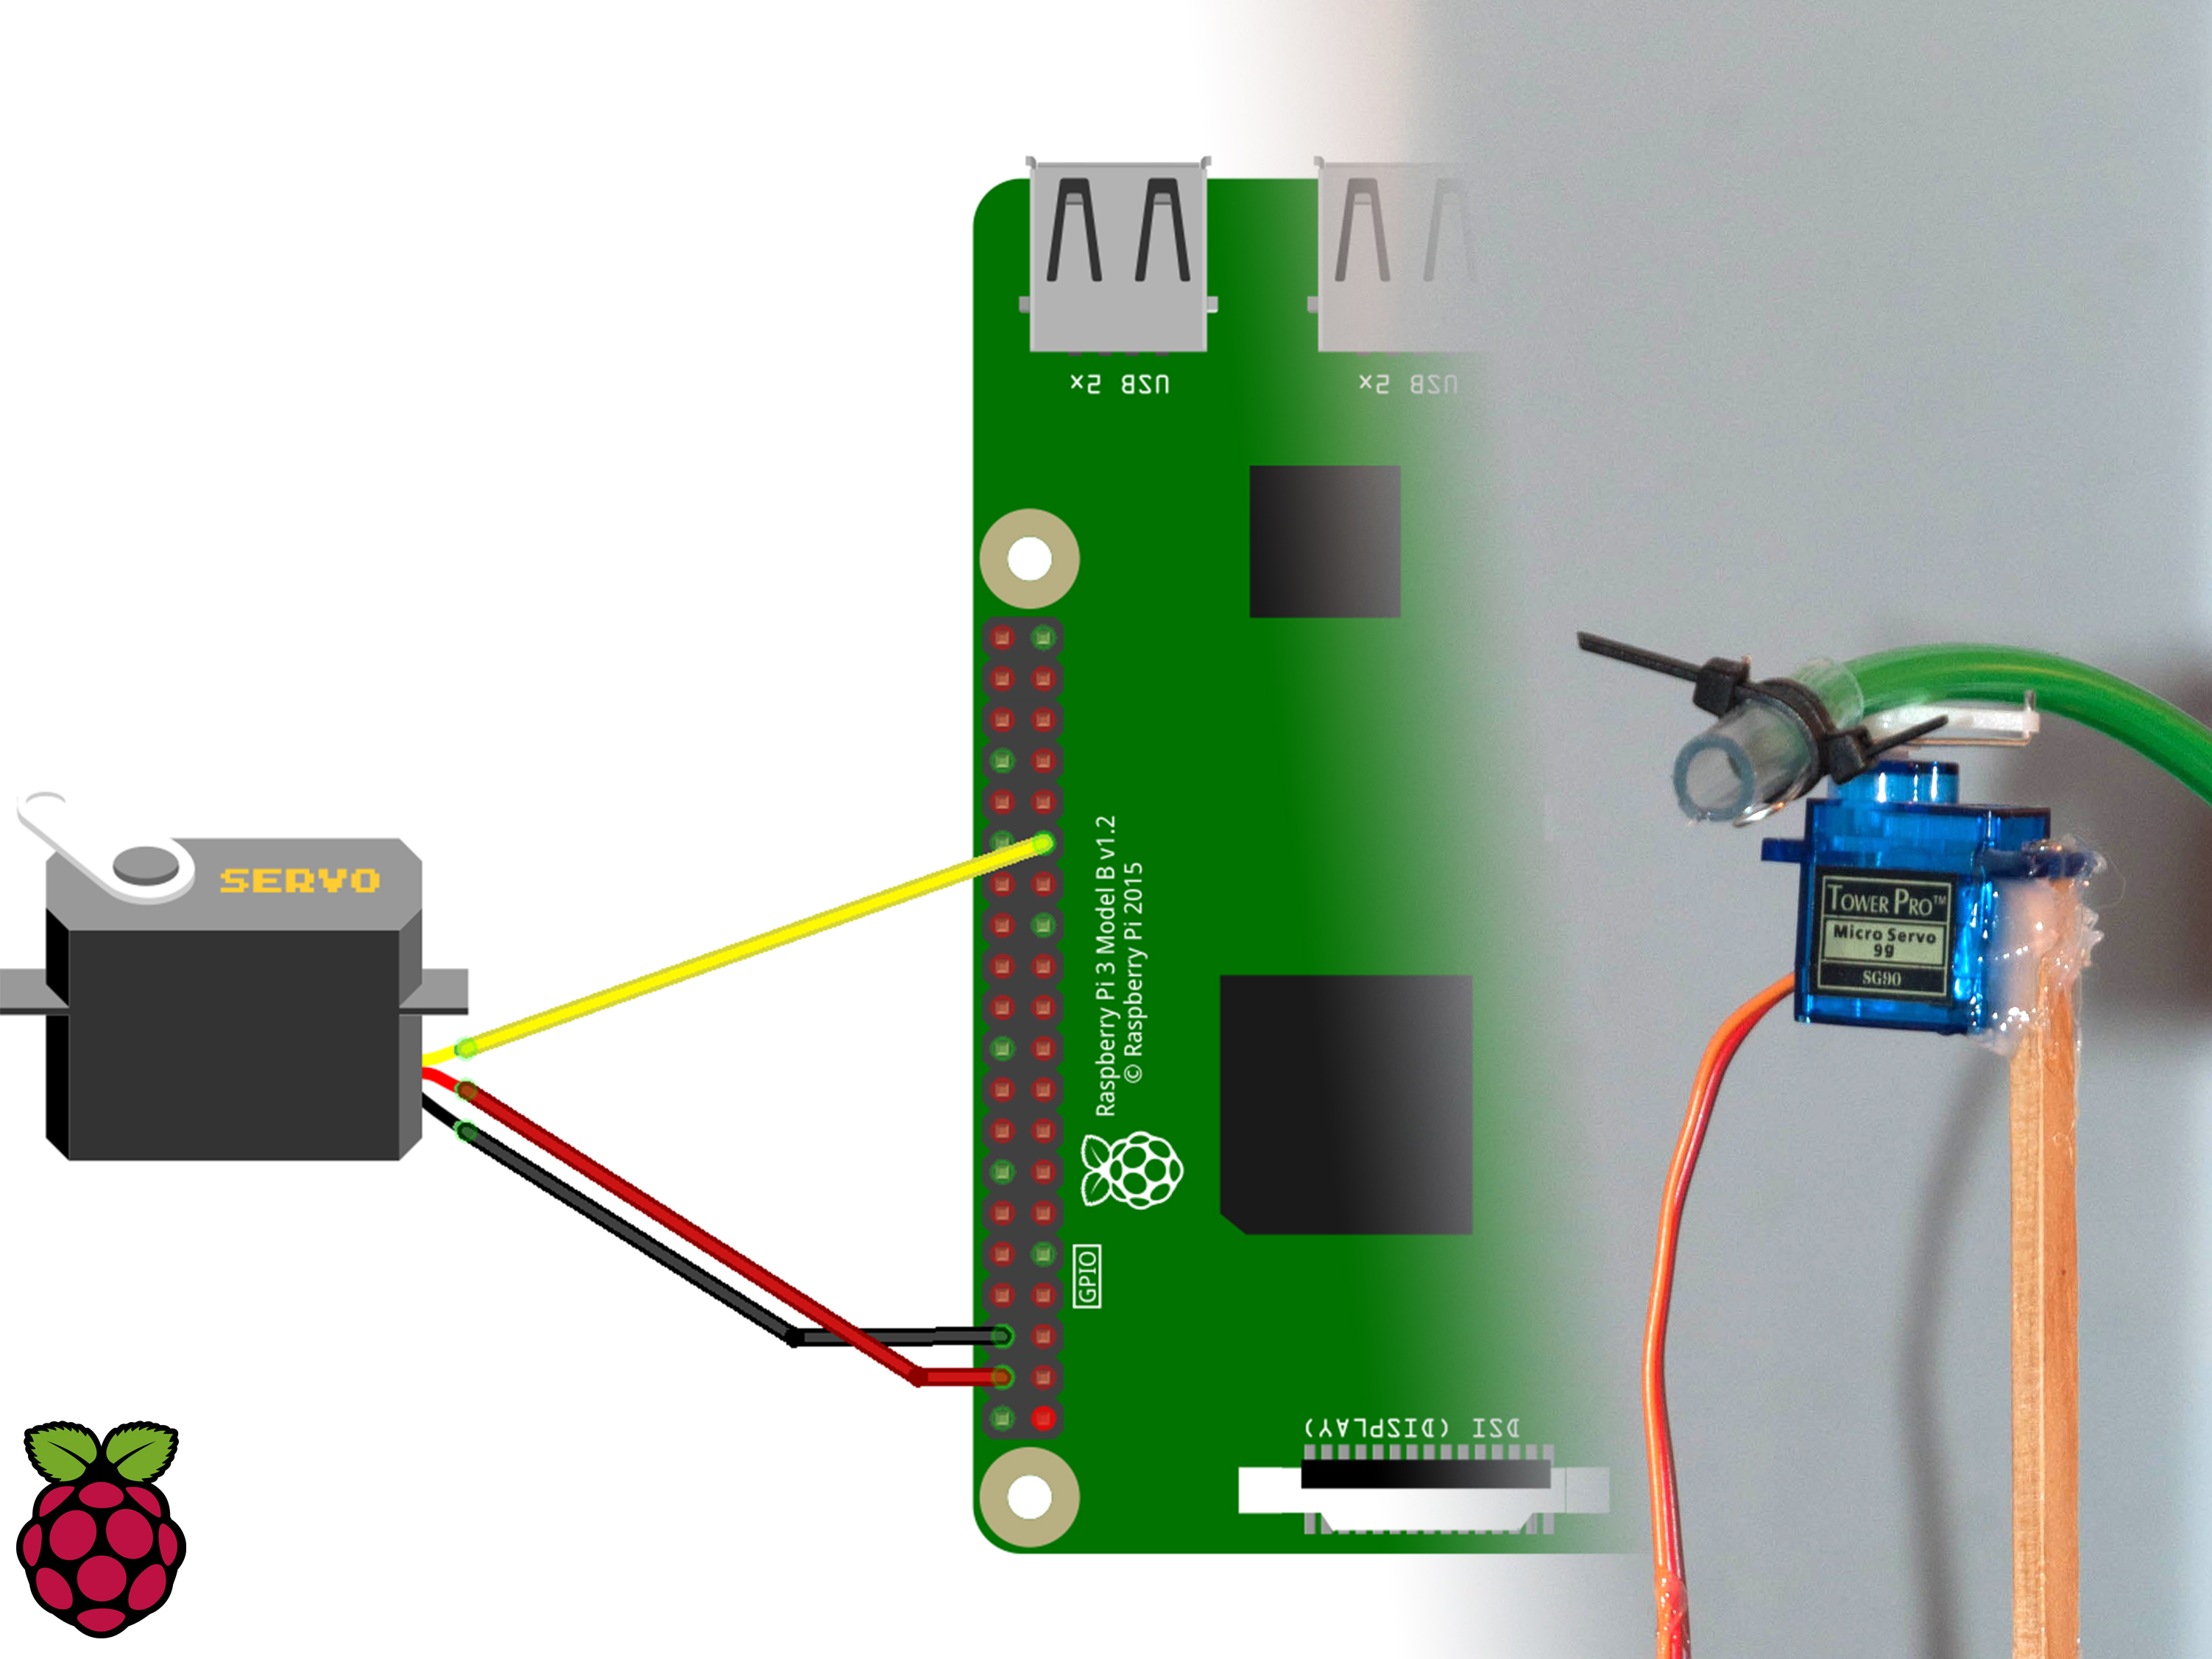 USB 2x
USB 2x
SERVO
Raspberry Pi 3 Model B v1.2
© Raspberry Pi 2015
TOWER PRO™
Micro Servo
9g
SG90
GPIO
DSI (DISPLAY)